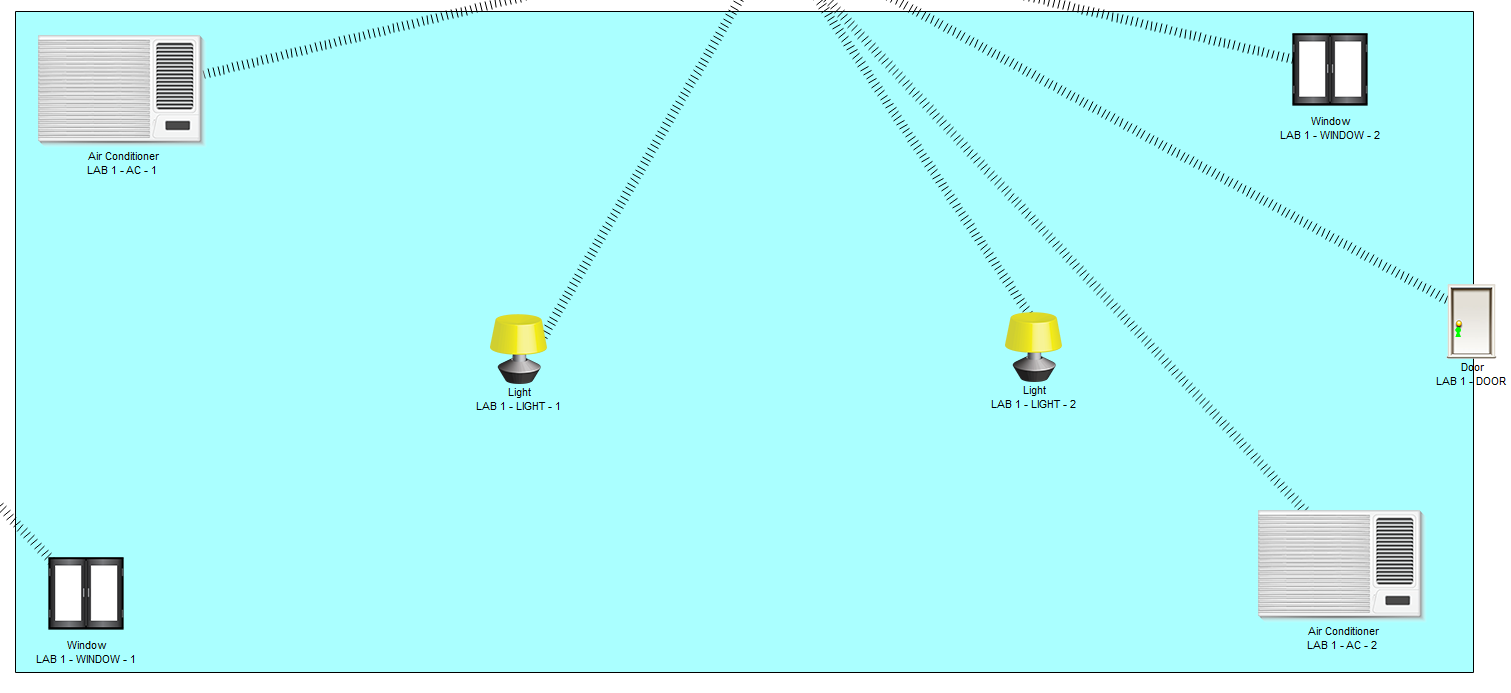 Window
LAB 1 - WINDOW - 2
Air Conditioner
LAB 1 - AC - 1
Door
LAB 1 - DOOR
Light
LAB 1 - LIGHT - 1
Light
LAB 1 - LIGHT - 2
Air Conditioner
LAB 1 - AC - 2
Window
LAB 1 - WINDOW - 1